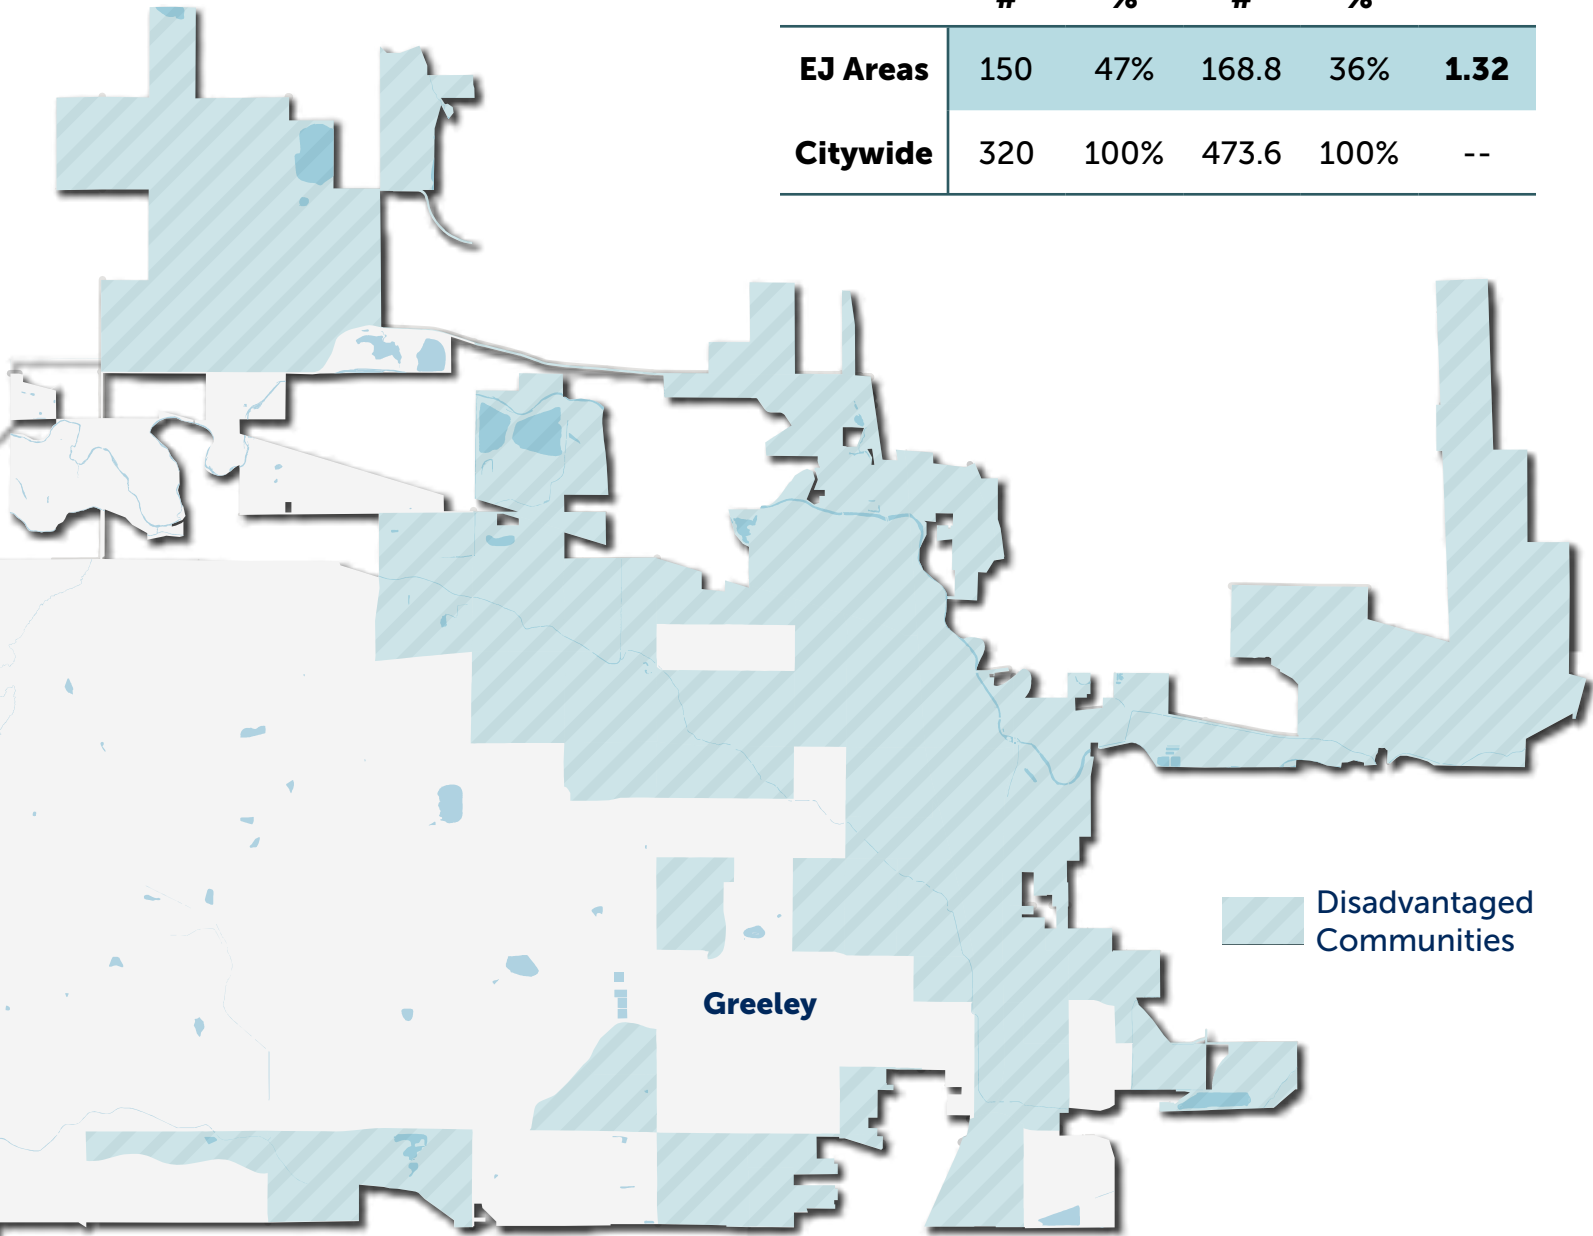 # % # %
EJ Areas 150 47% 168.8 36% 1.32
Citywide 320 100% 473.6 100% --
Disadvantaged
Communities
Greeley